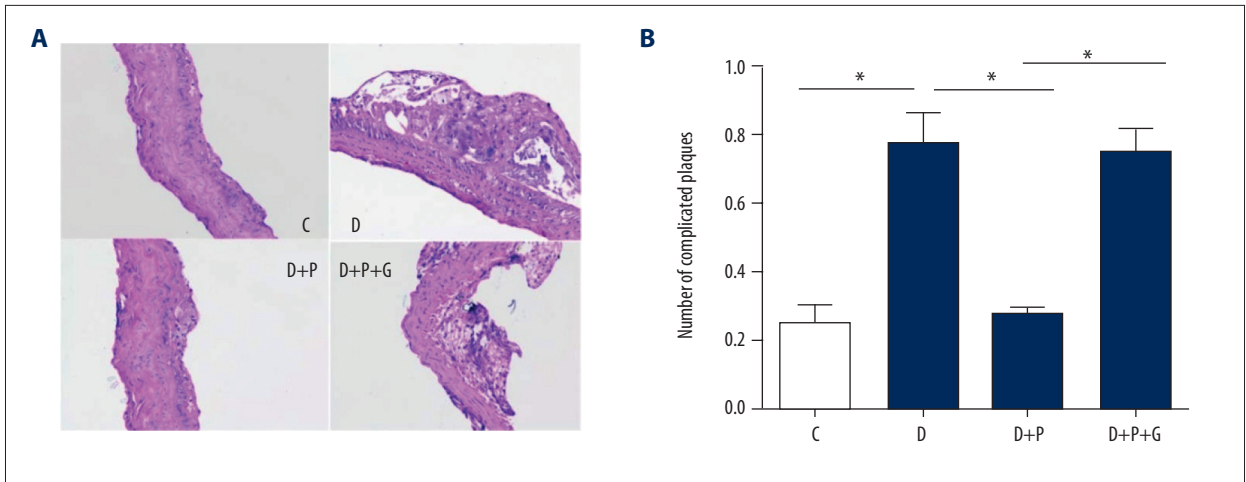 A
C
D
D+P
D+P+G
B
Number of complicated plaques
1.0
0.8
0.6
0.4
0.2
0.0
*
*
*
C
D
D+P
D+P+G